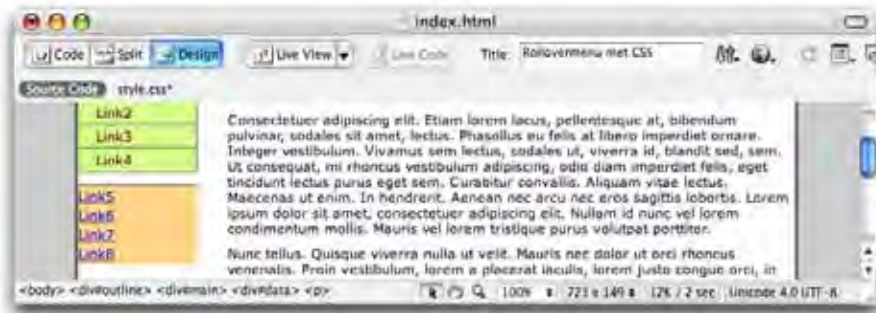 index.html
Code Split Design Live View Live Code Title: Rollovermenu met CSS
Source Code style.css*
Link2
Link3
Link4
Link5
Link6
Link7
Link8
Consectetuer adipiscing elit. Etiam lorem lacus, pellentesque at, bibendum
pulvinar, sodales sit amet, lectus. Phasellus eu felis at libero imperdiet ornare.
Integer vestibulum. Vivamus sem lectus, sodales ut, viverra id, blandit sed, sem.
Ut consequat, mi rhoncus vestibulum adipiscing, odio diam imperdiet felis, eget
tincidunt lectus purus eget sem. Curabitur convallis. Aliquam vitae lectus.
Maecenas ut enim. In hendrerit. Aenean nec arcu nec eros sagittis lobortis. Lorem
ipsum dolor sit amet, consectetuer adipiscing elit. Nullam id nunc vel lorem
condimentum mollis. Mauris vel lorem tristique purus volutpat porttitor.
Nunc tellus. Quisque viverra nulla ut velit. Mauris nec dolor ut orci rhoncus
venenatis. Proin vestibulum, lorem a placerat iaculis, lorem justo congue orci, in
<body> <div#outline> <div#main> <div#data> <p> 100% 723 x 149 12K / 2 sec Unicode 4.0 UTF-8